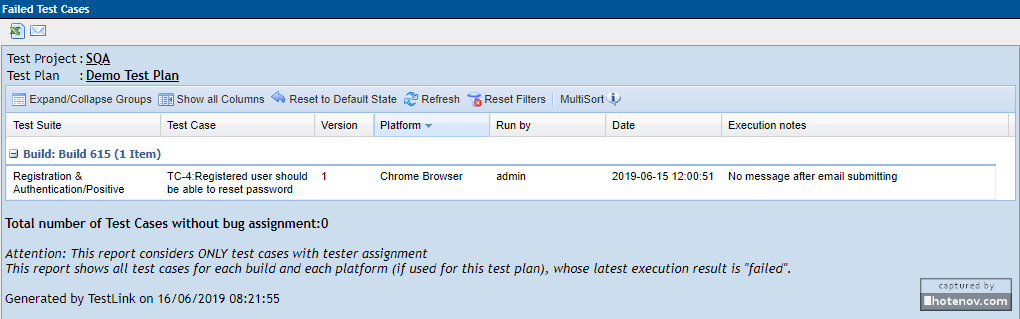 Failed Test Cases
Test Project : SQA
Test Plan : Demo Test Plan
Expand/Collapse Groups Show all Columns Reset to Default State Refresh Reset Filters MultiSort
Test Suite Test Case Version Platform Run by Date Execution notes
Build: Build 615 (1 Item)
Registration & TC-4:Registered user should 1 Chrome Browser admin 2019-06-15 12:00:51 No message after email submitting
Authentication/Positive be able to reset password
Total number of Test Cases without bug assignment:0
Attention: This report considers ONLY test cases with tester assignment
This report shows all test cases for each build and each platform (if used for this test plan), whose latest execution result is "failed".
Generated by TestLink on 16/06/2019 08:21:55
captured by
hotenov.com